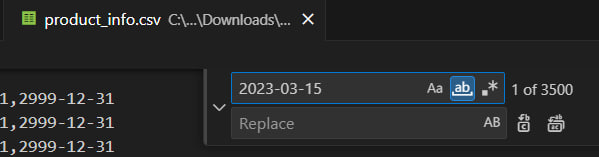 product_info.csv C:\...\Downloads\...
2023-03-15 Aa ab .* 1 of 3500
1,2999-12-31
Replace AB
1,2999-12-31
1,2999-12-31